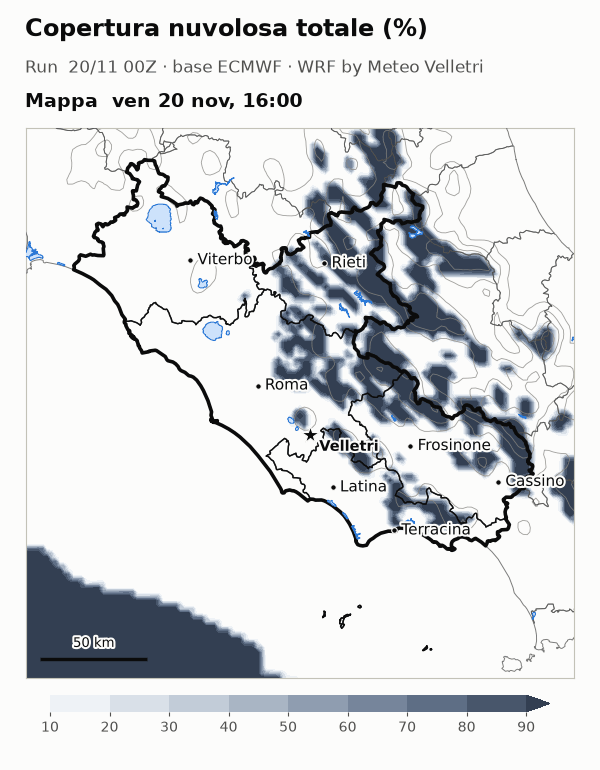 Copertura nuvolosa totale (%)
Run  20/11 00Z · base ECMWF · WRF by Meteo Velletri
Mappa  ven 20 nov, 16:00
Viterbo
Rieti
Roma
Velletri
Frosinone
Cassino
Latina
Terracina
50 km
10 20 30 40 50 60 70 80 90